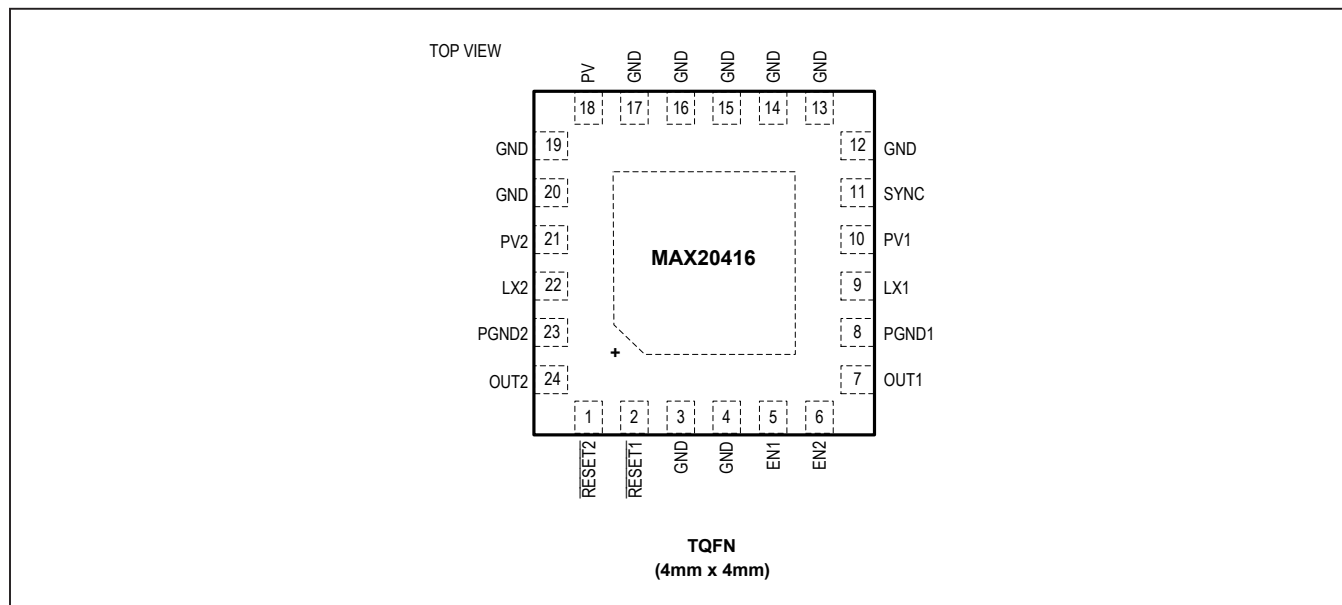 TOP VIEW
PV GND GND GND GND GND
18 17 16 15 14 13
GND 19 12 GND
GND 20 11 SYNC
PV2 21 10 PV1
MAX20416
LX2 22 9 LX1
PGND2 23 8 PGND1
+
OUT2 24 7 OUT1
1 2 3 4 5 6
RESET2 RESET1 GND GND EN1 EN2
TQFN
(4mm x 4mm)